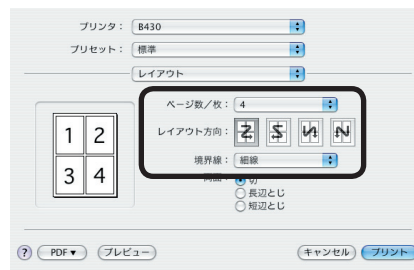 プリンタ： B430
プリセット： 標準
レイアウト
ページ数／枚： 4
レイアウト方向：
境界線： 細線
1 2
3 4
切
長辺とじ
短辺とじ
? PDF▼ プレビュー キャンセル プリント